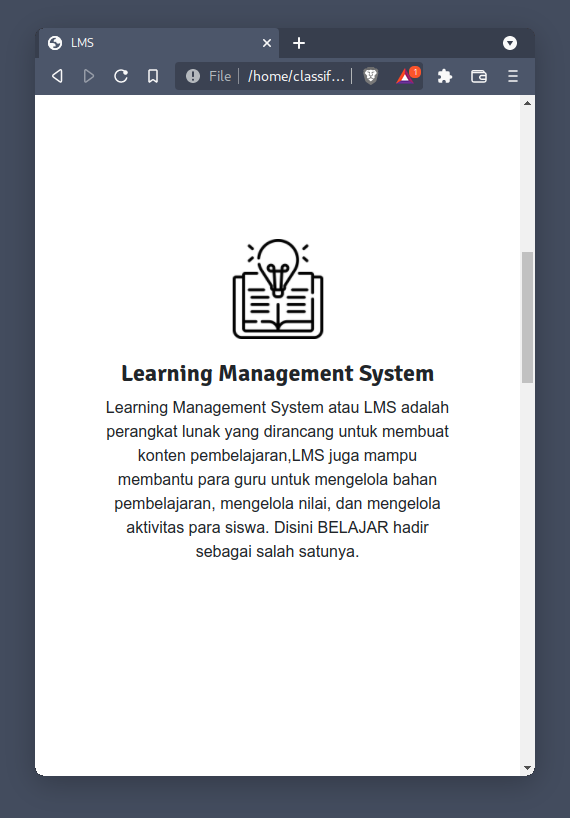 LMS
File
/home/classif...
1
Learning Management System
Learning Management System atau LMS adalah
perangkat lunak yang dirancang untuk membuat
konten pembelajaran,LMS juga mampu
membantu para guru untuk mengelola bahan
pembelajaran, mengelola nilai, dan mengelola
aktivitas para siswa. Disini BELAJAR hadir
sebagai salah satunya.